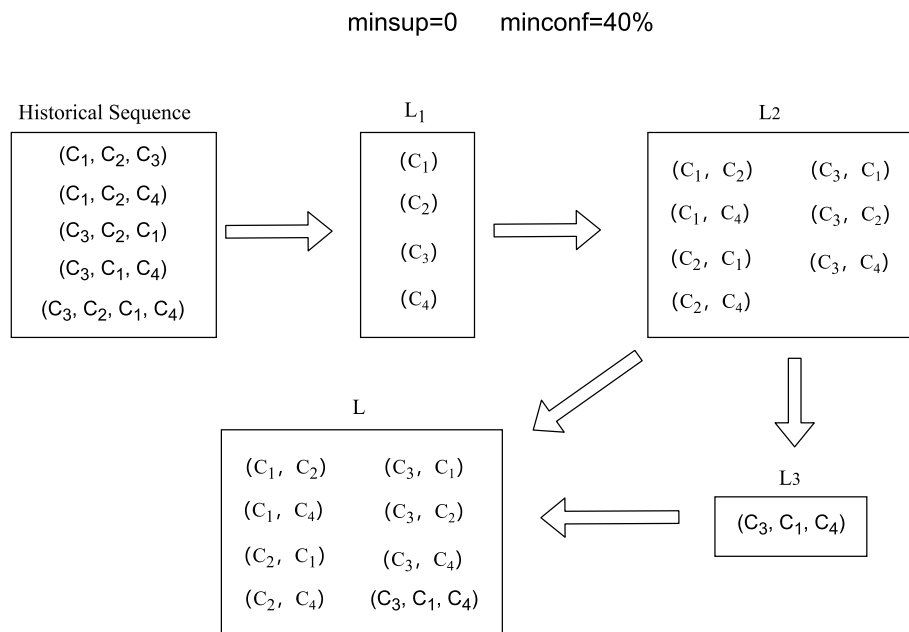 minsup=0 minconf=40%
Historical Sequence
(C₁, C₂, C₃)
(C₁, C₂, C₄)
(C₃, C₂, C₁)
(C₃, C₁, C₄)
(C₃, C₂, C₁, C₄)
L₁
(C₁)
(C₂)
(C₃)
(C₄)
L2
(C₁, C₂) (C₃, C₁)
(C₁, C₄) (C₃, C₂)
(C₂, C₁) (C₃, C₄)
(C₂, C₄)
L
(C₁, C₂) (C₃, C₁)
(C₁, C₄) (C₃, C₂)
(C₂, C₁) (C₃, C₄)
(C₂, C₄) (C₃, C₁, C₄)
L3
(C₃, C₁, C₄)